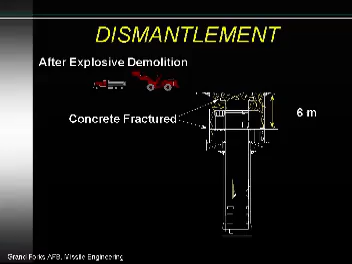 DISMANTLEMENT
After Explosive Demolition
Concrete Fractured
6 m
Grand Forks AFB, Missile Engineering